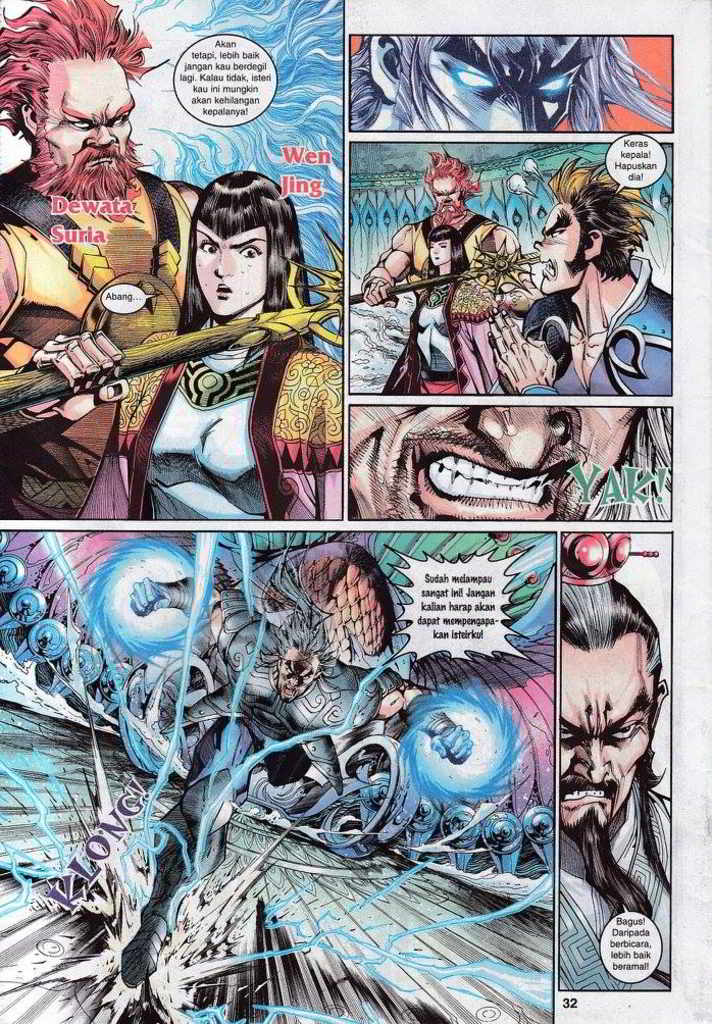 Akan
tetapi, lebih baik
jangan kau berdegil
lagi. Kalau tidak, isteri
kau ini mungkin
akan kehilangan
kepalanya!
Wen
Jing
Dewata
Suria
Abang...
Keras
kepala!
Hapuskan
dia!
YAK!
Sudah melampau
sangat ini! Jangan
kalian harap akan
dapat mempengapa-
kan isteirku!
KLONG!
Bagus!
Daripada
berbicara,
lebih baik
beramal!
32